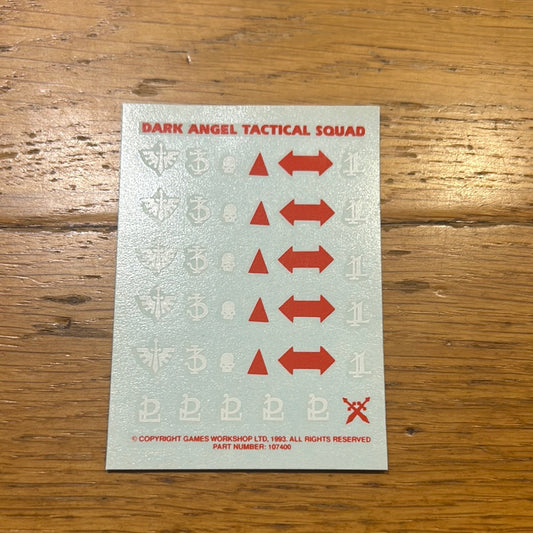 DARK ANGEL TACTICAL SQUAD
© COPYRIGHT GAMES WORKSHOP LTD, 1993. ALL RIGHTS RESERVED
PART NUMBER: 107400